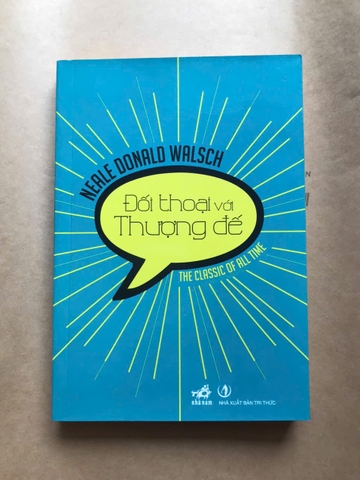 NEALE DONALD WALSCH
Đối thoại với
Thượng đế
THE CLASSIC OF ALL TIME
nhã nam
NHÀ XUẤT BẢN TRI THỨC